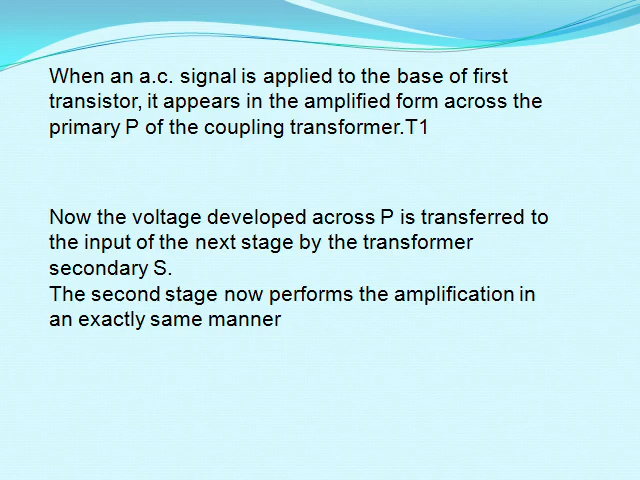 When an a.c. signal is applied to the base of first
transistor, it appears in the amplified form across the
primary P of the coupling transformer.T1
Now the voltage developed across P is transferred to
the input of the next stage by the transformer
secondary S.
The second stage now performs the amplification in
an exactly same manner